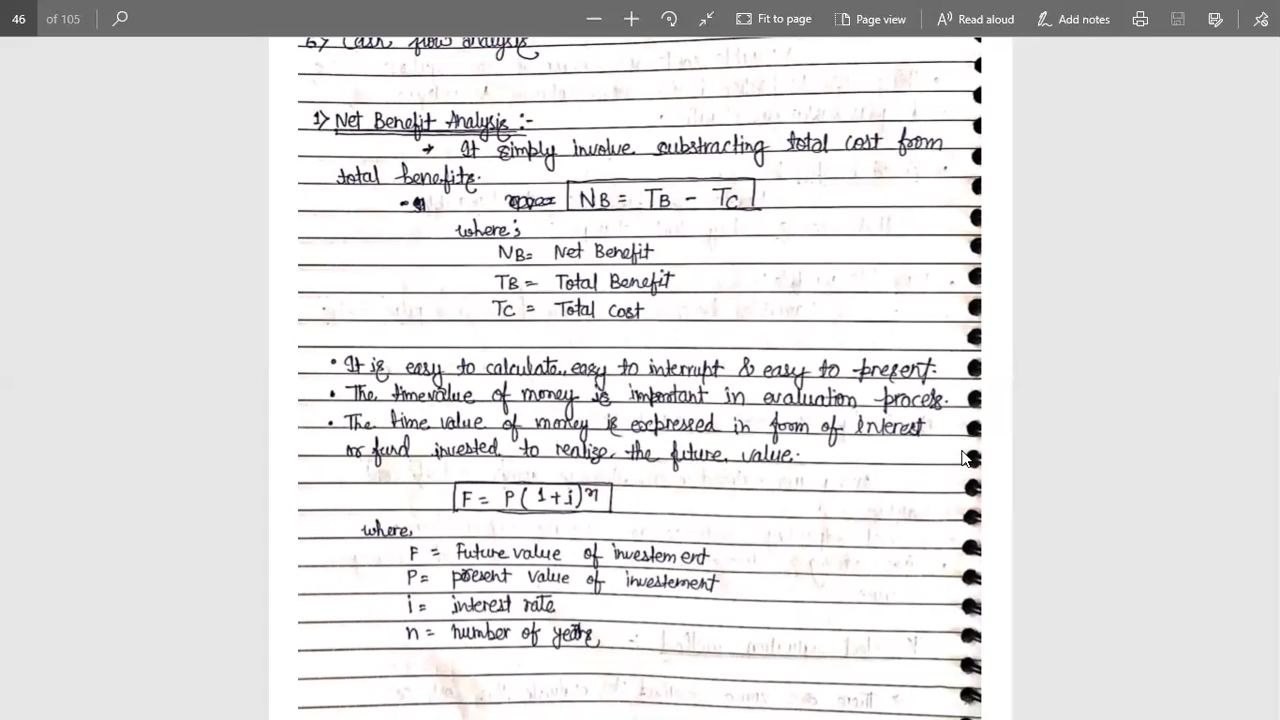 46 of 105 Fit to page Page view Read aloud Add notes
6> Cash flow analysis
1> Net Benefit Analysis :-
→ It simply involve substracting total cost from
total benefits.
NB = TB - TC
where;
NB= Net Benefit
TB = Total Benefit
TC = Total cost
• It is easy to calculate, easy to interrupt & easy to present.
• The time value of money is important in evaluation process.
• The time value of money is expressed in form of interest
or fund invested to realize the future value.
F = P(1+i)^n
where,
F = Future value of investement
P= present value of investement
i= interest rate
n= number of years,